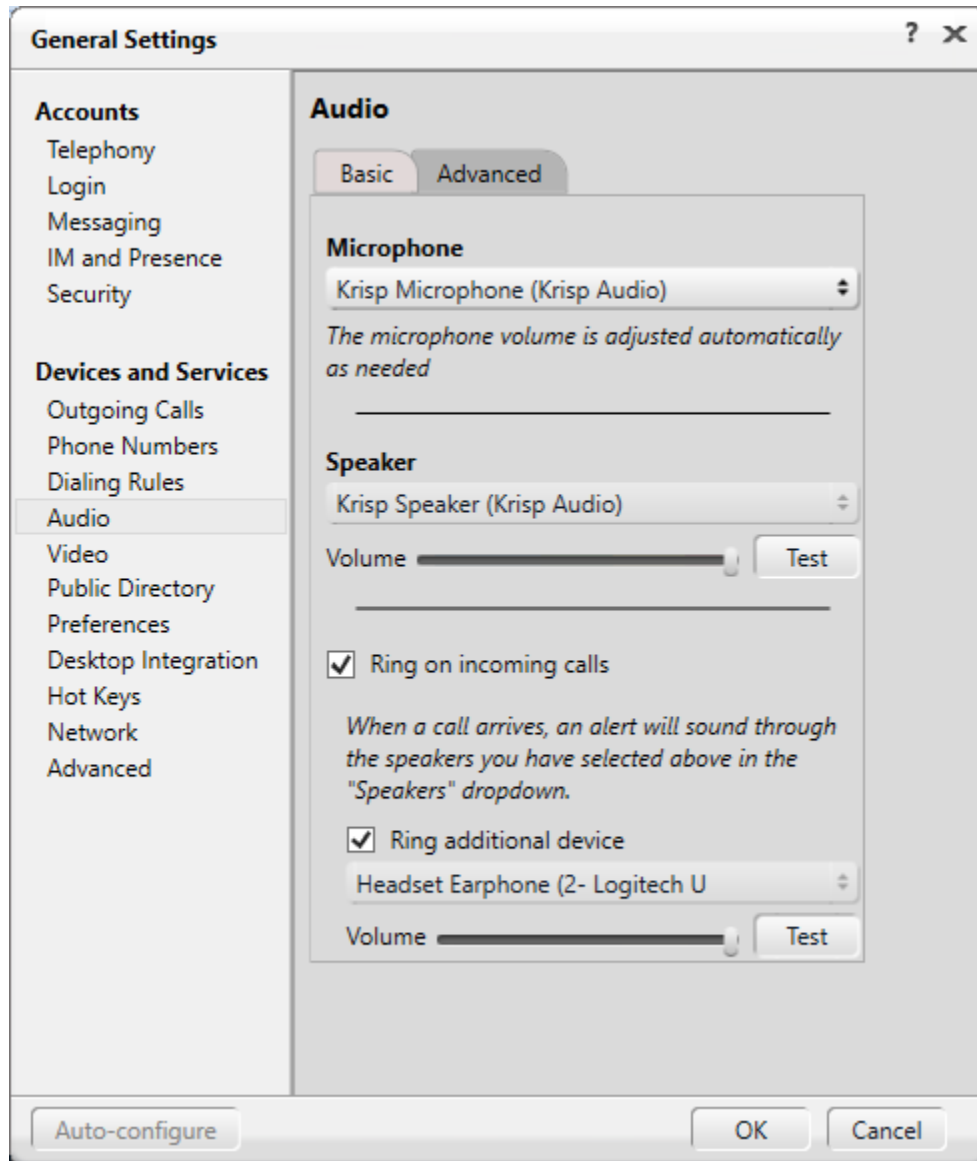 General Settings
?
Accounts
Telephony
Login
Messaging
IM and Presence
Security
Devices and Services
Outgoing Calls
Phone Numbers
Dialing Rules
Audio
Video
Public Directory
Preferences
Desktop Integration
Hot Keys
Network
Advanced
Audio
Basic
Advanced
Microphone
Krisp Microphone (Krisp Audio)
The microphone volume is adjusted automatically
as needed
Speaker
Krisp Speaker (Krisp Audio)
Volume
Test
Ring on incoming calls
When a call arrives, an alert will sound through
the speakers you have selected above in the
"Speakers" dropdown.
Ring additional device
Headset Earphone (2- Logitech U
Volume
Test
Auto-configure
OK
Cancel